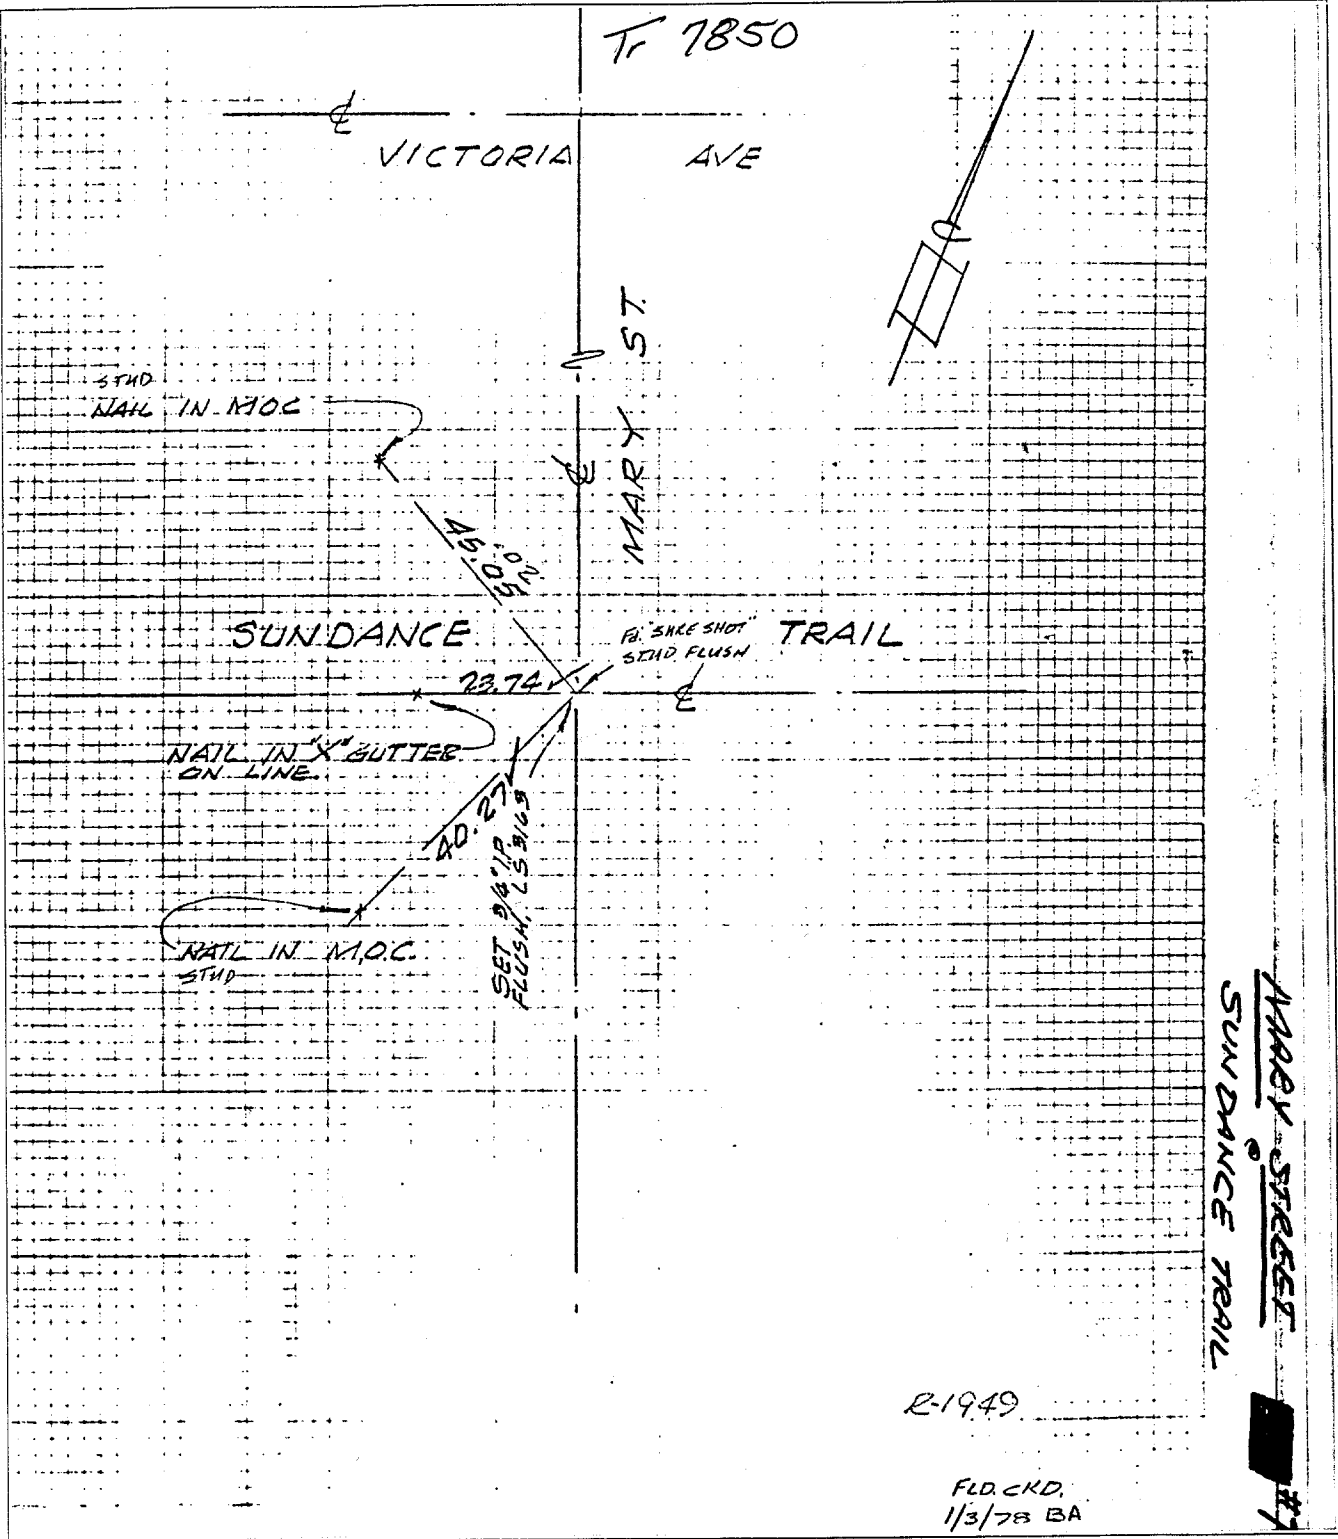 Tr 7850
℄
VICTORIA AVE
MARY ST.
STUD
NAIL IN M.O.C
℄
45.05
SUNDANCE TRAIL
Fd. "SURE SHOT"
STUD FLUSH
23.74
℄
NAIL IN "X" GUTTER
ON LINE.
40.27
SET 3/4" I.P.
FLUSH, LS 3163
NAIL IN M.O.C.
STUD
MARY STREET
@
SUNDANCE TRAIL
R-1949
FLD. CKD.
1/3/78 BA